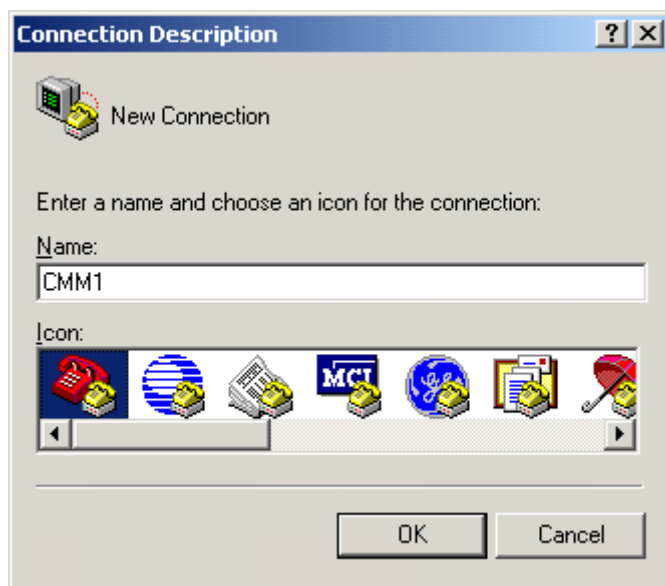 Connection Description
New Connection
Enter a name and choose an icon for the connection:
Name:
CMM1
Icon:
MCI
OK Cancel